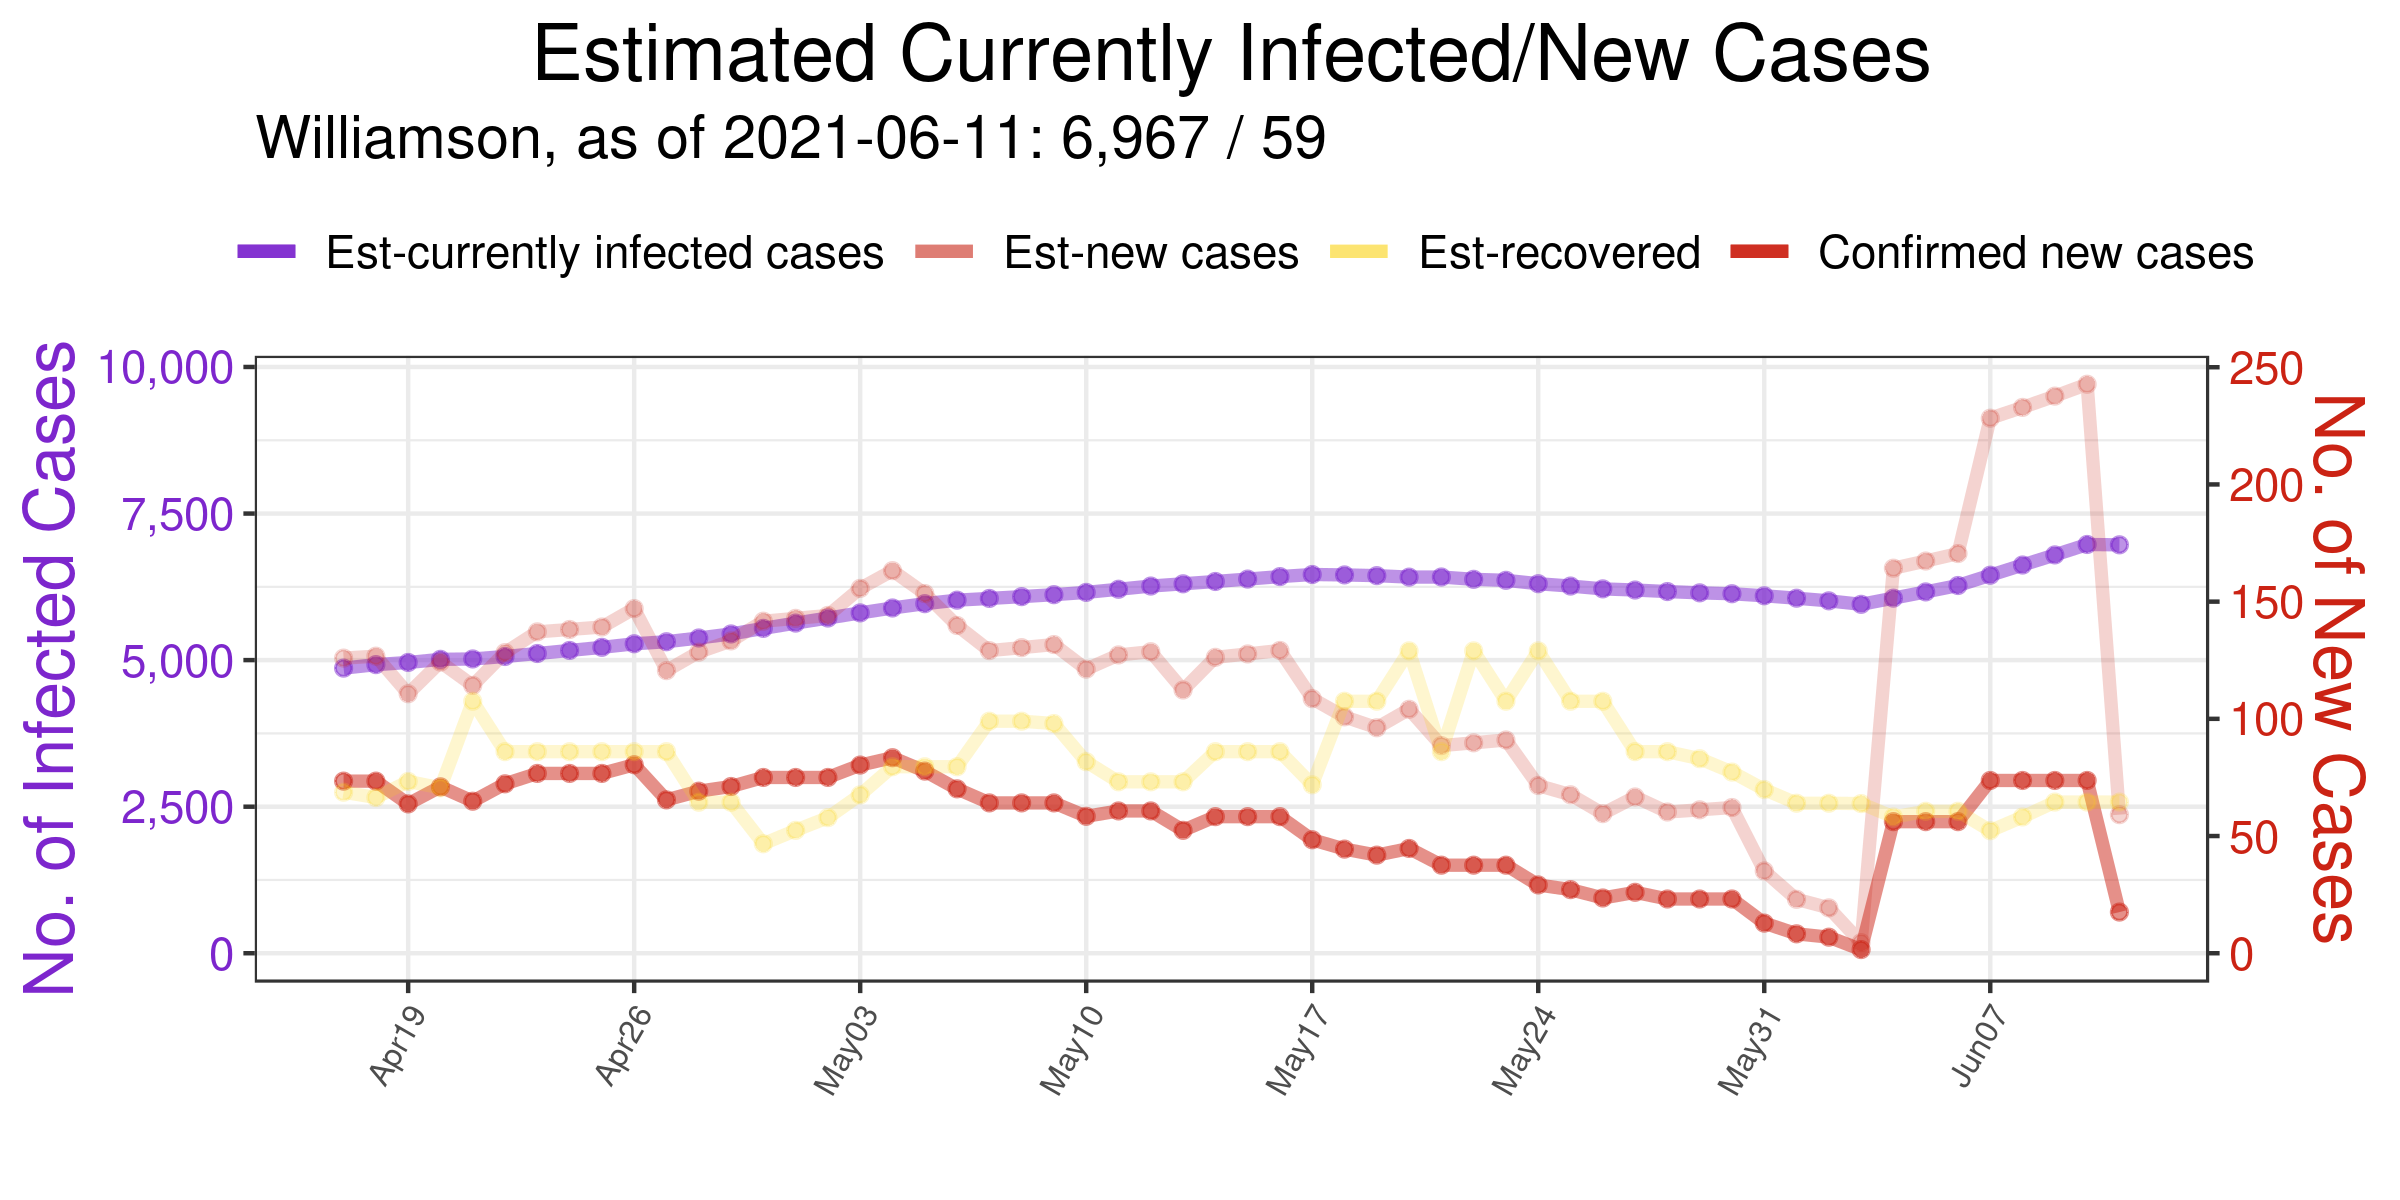 Estimated Currently Infected/New Cases
Williamson, as of 2021-06-11: 6,967 / 59
Est-currently infected cases Est-new cases Est-recovered Confirmed new cases
No. of Infected Cases
10,000
7,500
5,000
2,500
0
250
200
150
100
50
0
No. of New Cases
Apr19 Apr26 May03 May10 May17 May24 May31 Jun07